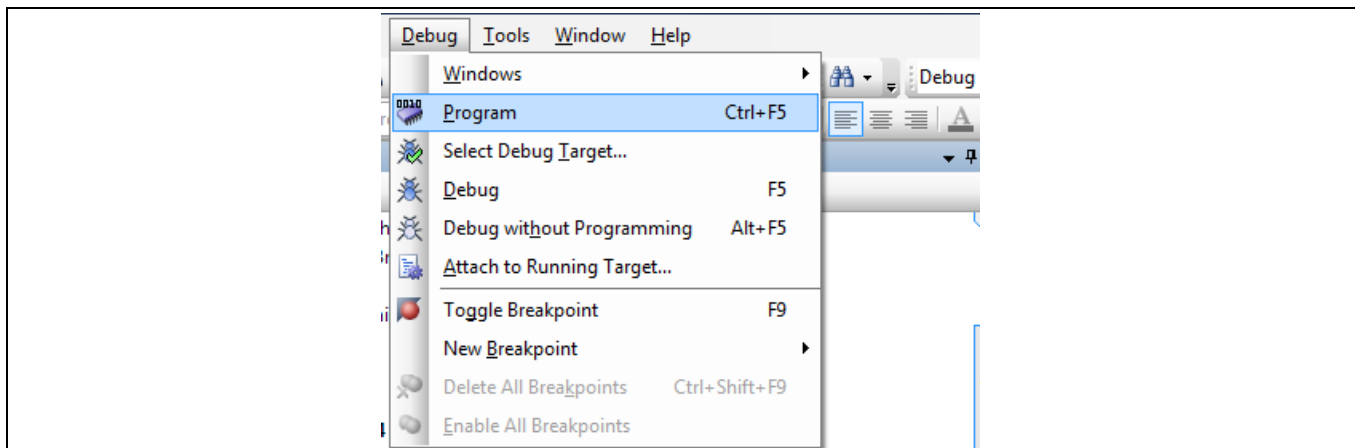 Debug Tools Window Help
Windows
Debug
0010
Program Ctrl+F5
A
Select Debug Target...
Debug F5
Debug without Programming Alt+F5
Attach to Running Target...
Toggle Breakpoint F9
New Breakpoint
Delete All Breakpoints Ctrl+Shift+F9
Enable All Breakpoints